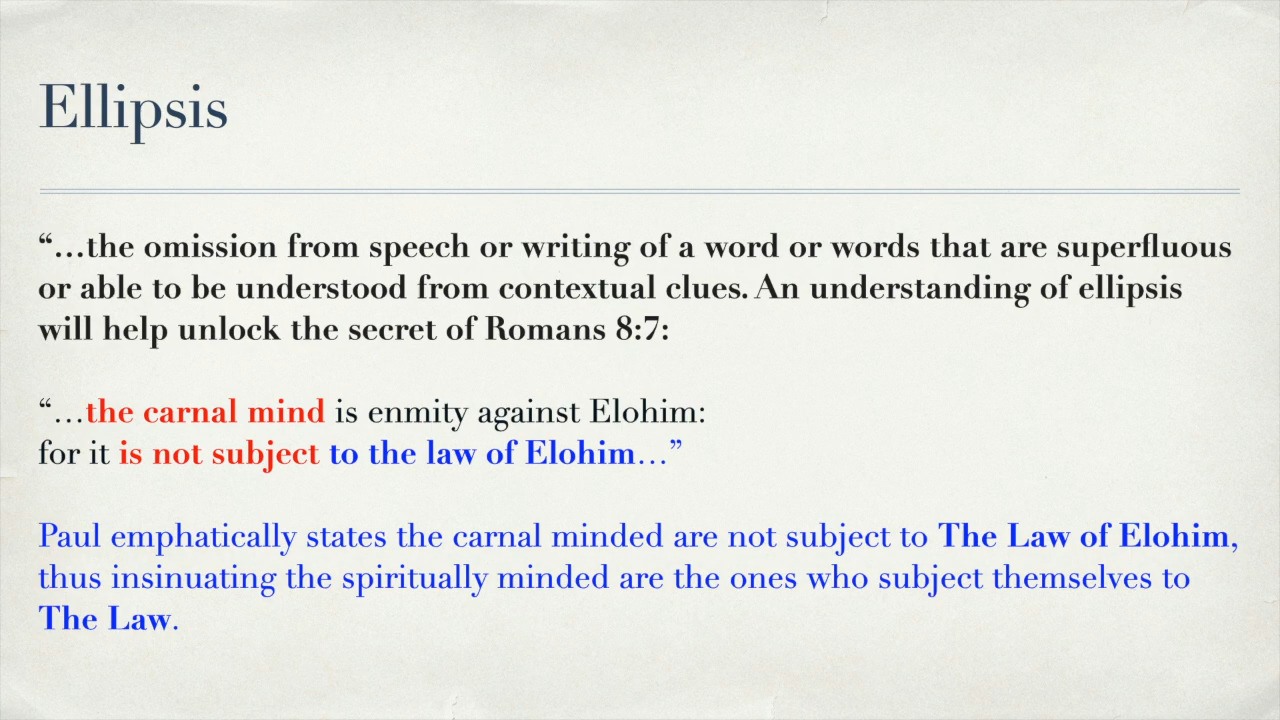 Ellipsis
“…the omission from speech or writing of a word or words that are superfluous
or able to be understood from contextual clues. An understanding of ellipsis
will help unlock the secret of Romans 8:7:
“…the carnal mind is enmity against Elohim:
for it is not subject to the law of Elohim…”
Paul emphatically states the carnal minded are not subject to The Law of Elohim,
thus insinuating the spiritually minded are the ones who subject themselves to
The Law.